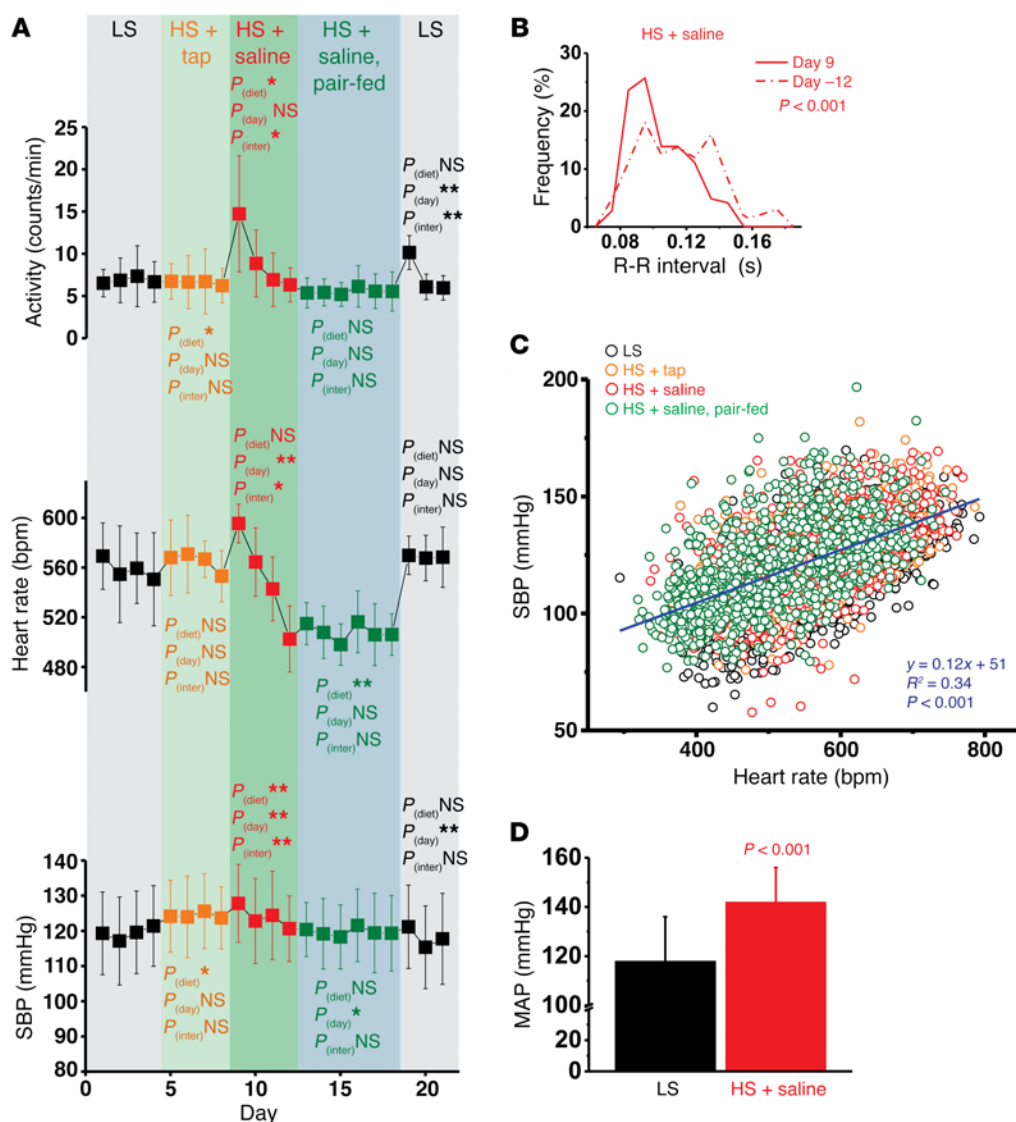 A
LS
HS +
tap
HS +
saline
HS +
saline,
pair-fed
LS
P(diet)*
P(day)NS
P(inter)*
P(diet)NS
P(day)**
P(inter)**
25
20
15
10
5
0
Activity (counts/min)
P(diet)*
P(day)NS
P(inter)NS
P(diet)NS
P(day)NS
P(inter)NS
P(diet)NS
P(day)**
P(inter)*
P(diet)NS
P(day)NS
P(inter)NS
600
560
520
480
Heart rate (bpm)
P(diet)NS
P(day)NS
P(inter)NS
P(diet)**
P(day)NS
P(inter)NS
P(diet)**
P(day)**
P(inter)**
P(diet)NS
P(day)**
P(inter)NS
140
130
120
110
100
90
80
SBP (mmHg)
P(diet)*
P(day)NS
P(inter)NS
P(diet)NS
P(day)*
P(inter)NS
0 5 10 15 20
Day
B
HS + saline
Day 9
Day −12
P < 0.001
30
20
10
0
Frequency (%)
0.08 0.12 0.16
R-R interval (s)
C
LS
HS + tap
HS + saline
HS + saline, pair-fed
200
150
100
50
SBP (mmHg)
y = 0.12x + 51
R² = 0.34
P < 0.001
400 600 800
Heart rate (bpm)
D
P < 0.001
160
140
120
100
20
0
MAP (mmHg)
LS HS + saline